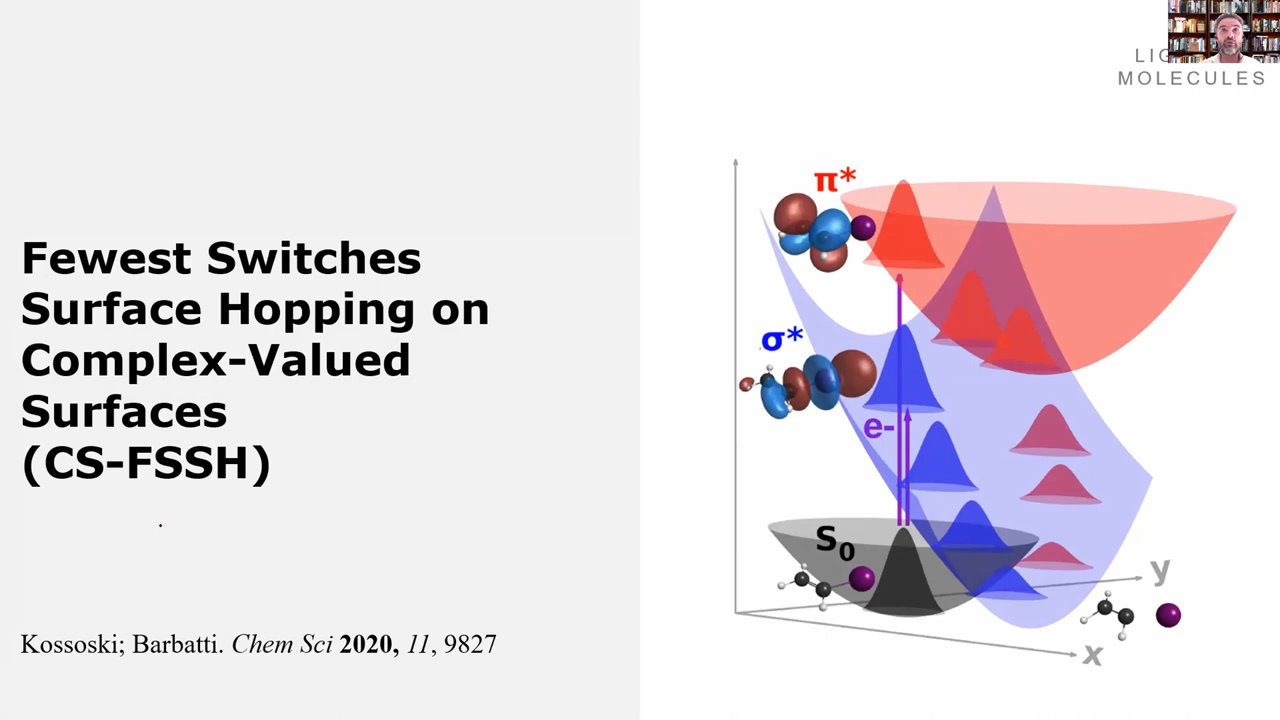 Fewest Switches
Surface Hopping on
Complex-Valued
Surfaces
(CS-FSSH)
Kossoski; Barbatti. Chem Sci 2020, 11, 9827
MOLECULES
π*
σ*
e-
S0
y
x